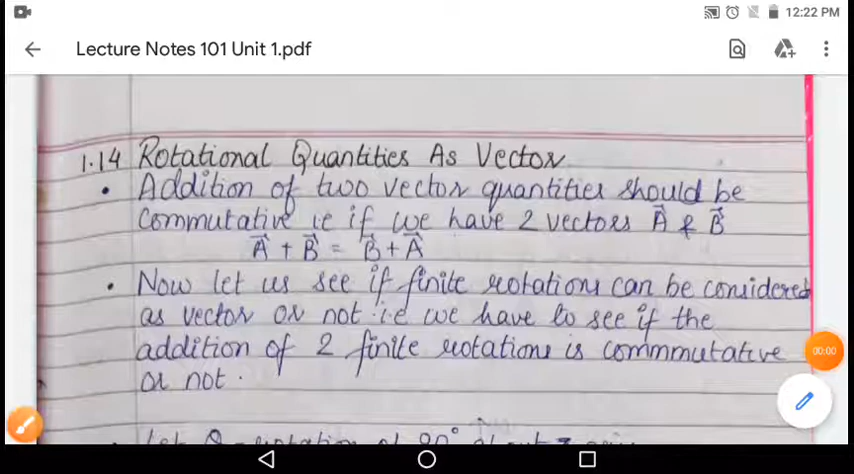 12:22 PM
Lecture Notes 101 Unit 1.pdf
1.14 Rotational Quantities As Vector
• Addition of two vector quantities should be
commutative ie if we have 2 vectors A⃗ & B⃗
A⃗ + B⃗ = B⃗ + A⃗
• Now let us see if finite rotations can be considered
as vector or not i.e we have to see if the
addition of 2 finite rotations is commmutative
or not.
00:00